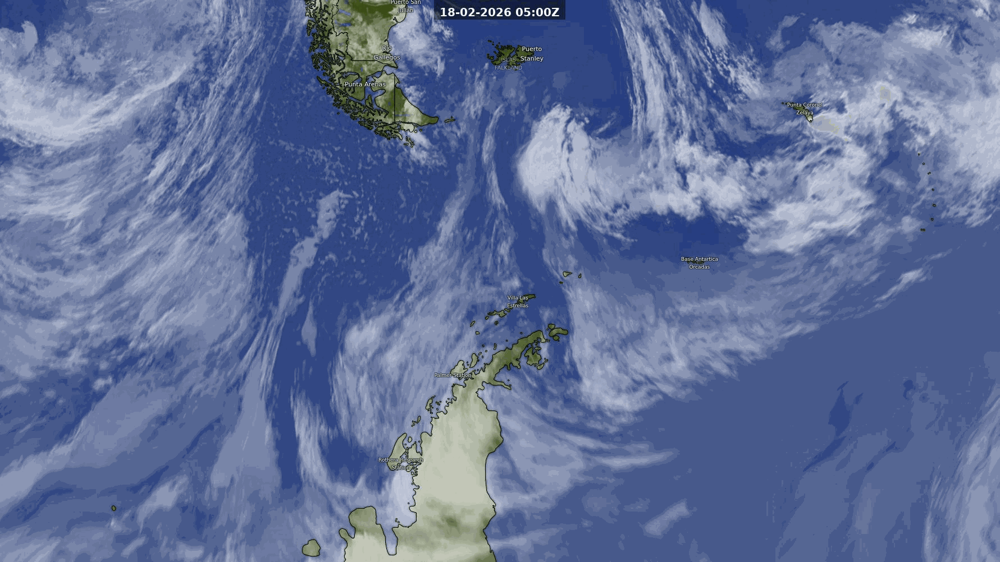 Puerto San
Julián
18-02-2026 05:00Z
Río
Gallegos
Puerto
Stanley
ISLAS
FALKLAND
Punta Arenas
Punta Coronel
Zelaya
Base Antartica
Orcadas
Villa Las
Estrellas
Palmer Station
Rothera Research
Station